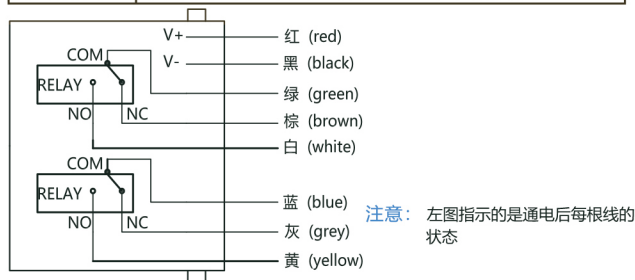 V+ 红 (red)
V- 黑 (black)
COM
绿 (green)
RELAY
NO NC
棕 (brown)
白 (white)
COM
RELAY
蓝 (blue)
NO NC
灰 (grey)
黄 (yellow)
注意： 左图指示的是通电后每根线的
状态